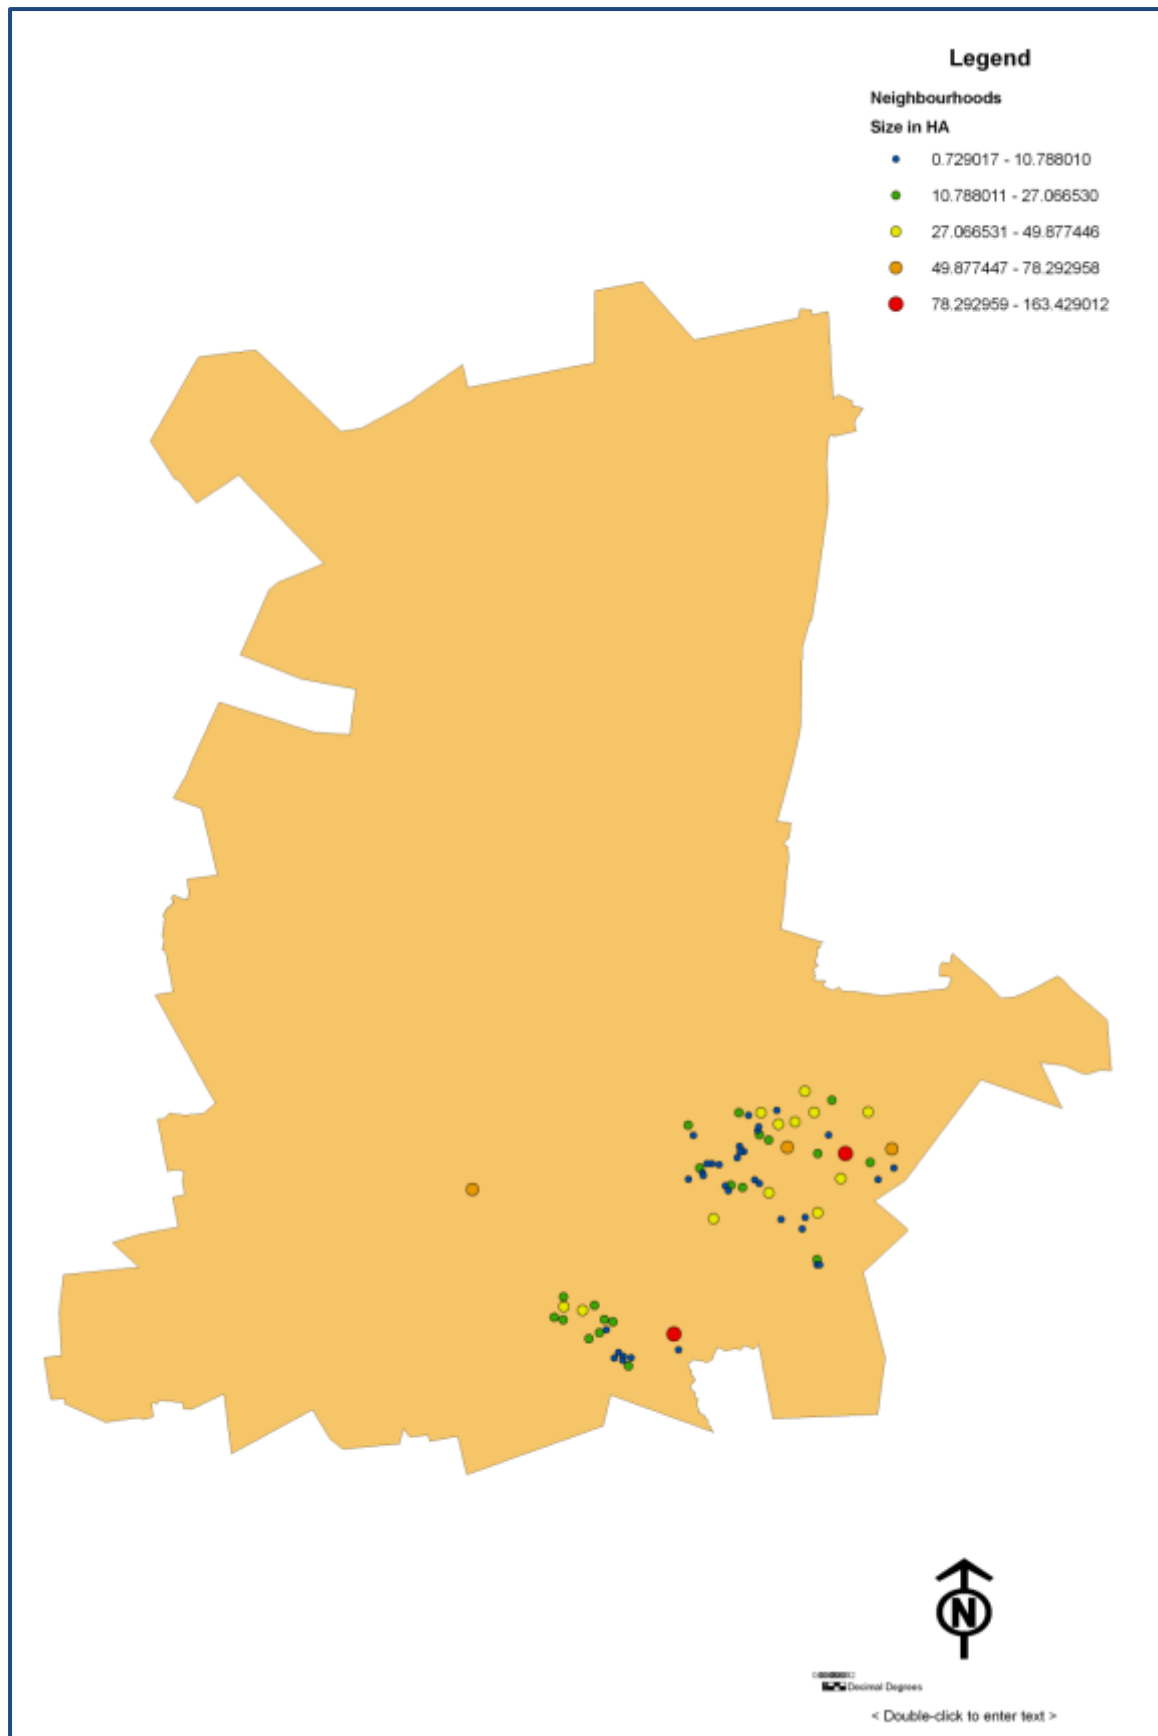 Legend
Neighbourhoods
Size in HA
0.729017 - 10.788010
10.788011 - 27.066530
27.066531 - 49.877446
49.877447 - 78.292958
78.292959 - 163.429012
N
Decimal Degrees
< Double-click to enter text >